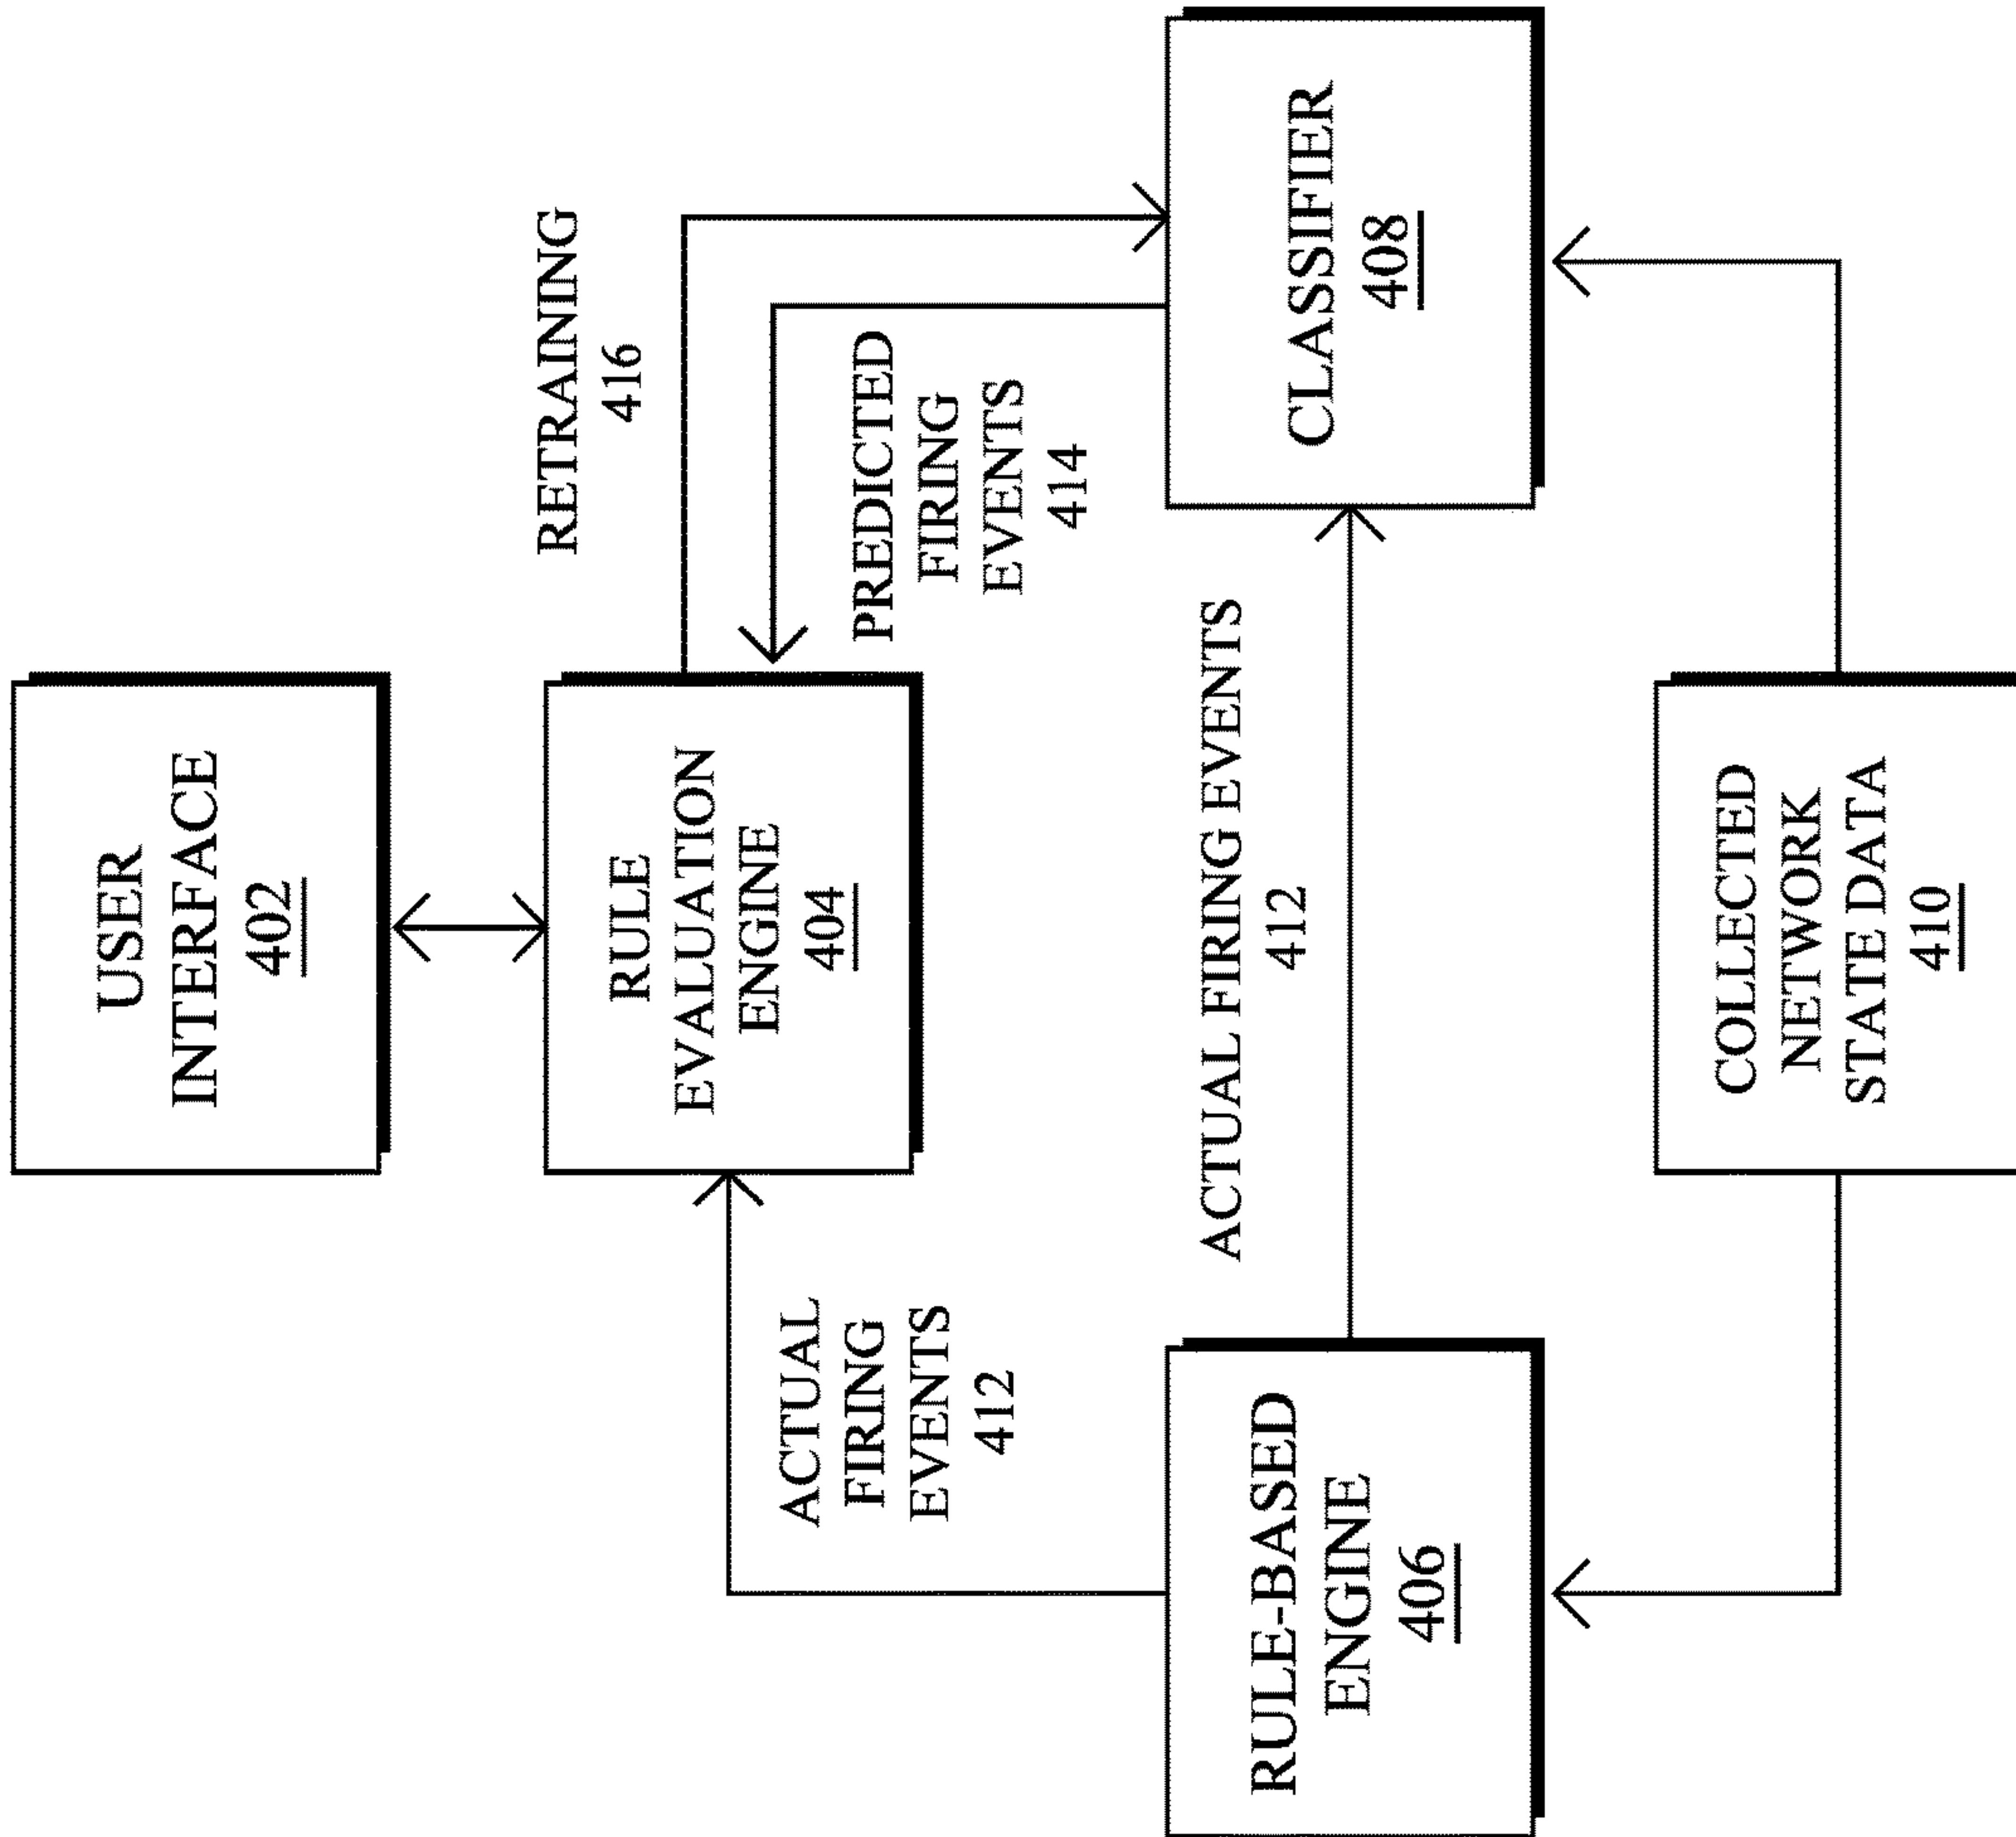 USER
INTERFACE
402
RULE
EVALUATION
ENGINE
404
RETRAINING
416
ACTUAL
FIRING
EVENTS
412
PREDICTED
FIRING
EVENTS
414
ACTUAL FIRING EVENTS
412
RULE-BASED
ENGINE
406
CLASSIFIER
408
COLLECTED
NETWORK
STATE DATA
410